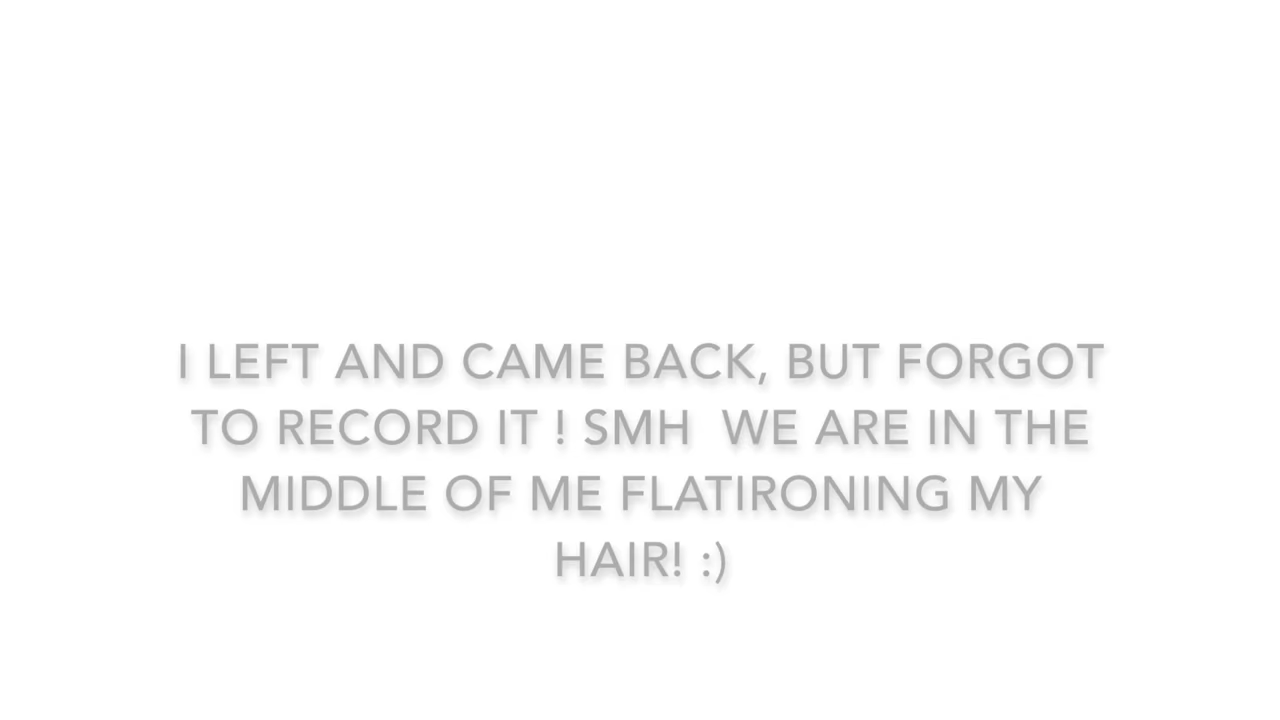 I LEFT AND CAME BACK, BUT FORGOT
TO RECORD IT ! SMH  WE ARE IN THE
MIDDLE OF ME FLATIRONING MY
HAIR! :)